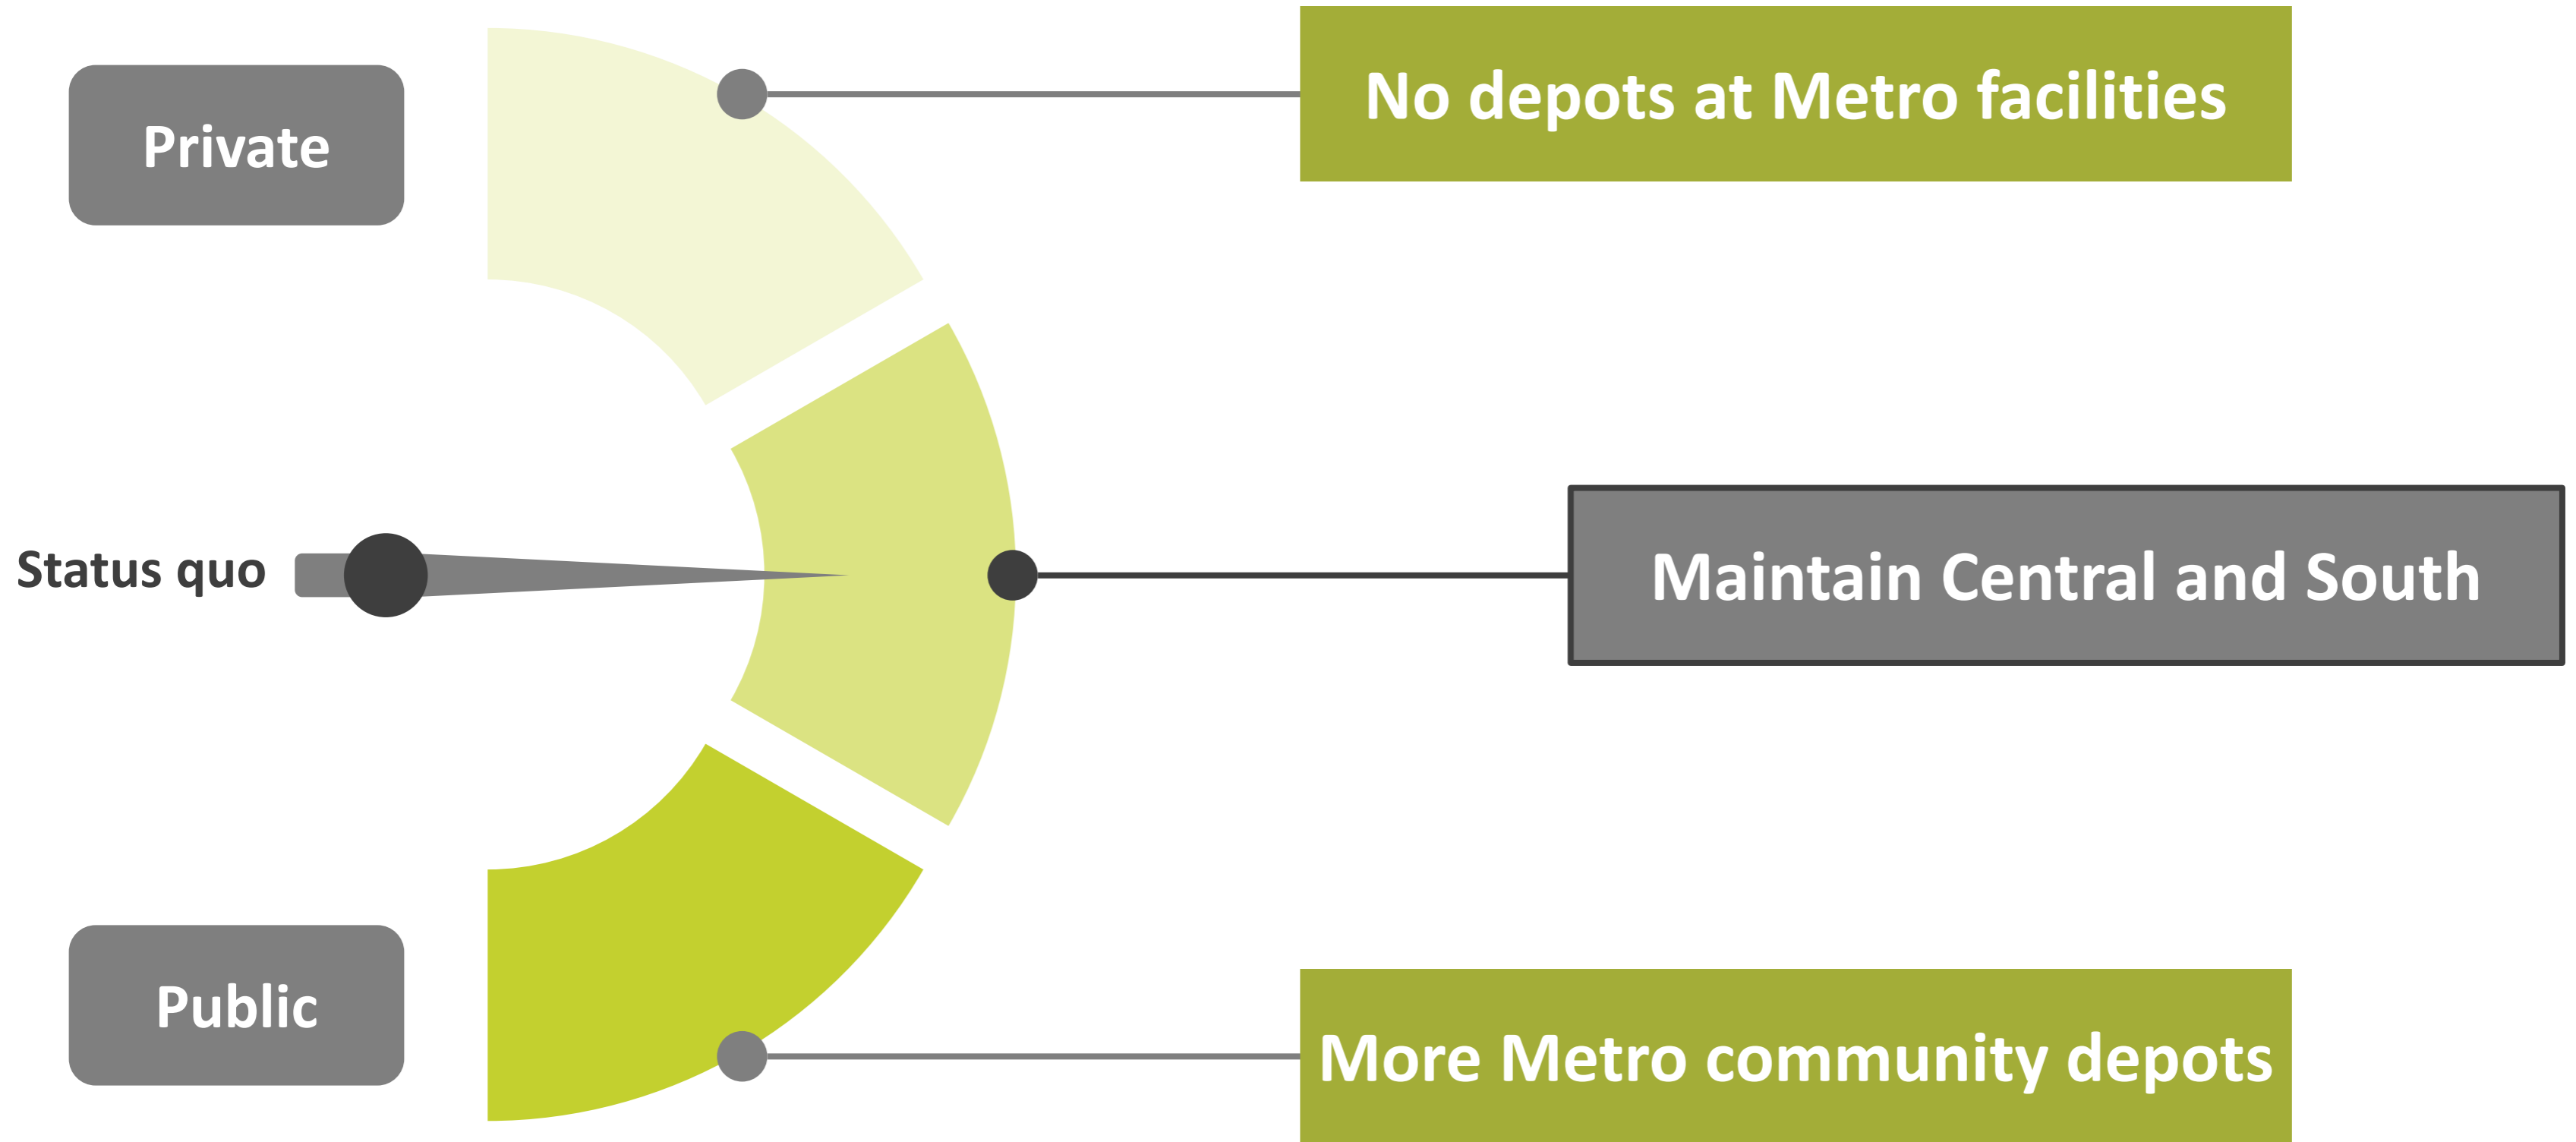 No depots at Metro facilities
Private
Status quo
Maintain Central and South
Public
More Metro community depots